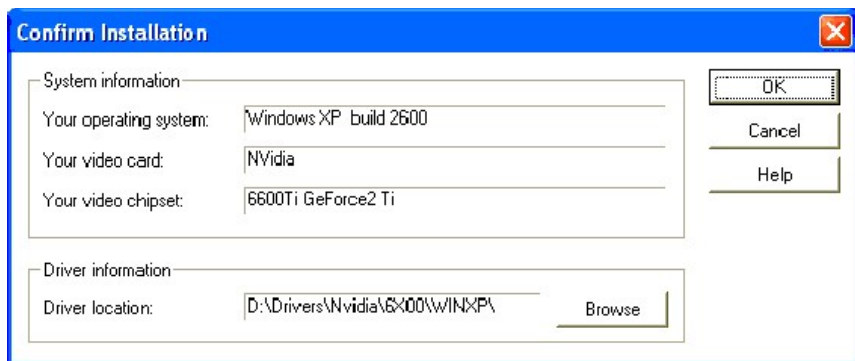 Confirm Installation
System information
Your operating system: Windows XP build 2600
Your video card: NVidia
Your video chipset: 6600Ti GeForce2 Ti
Driver information
Driver location: D:\Drivers\Nvidia\6X00\WINXP\ Browse
OK
Cancel
Help